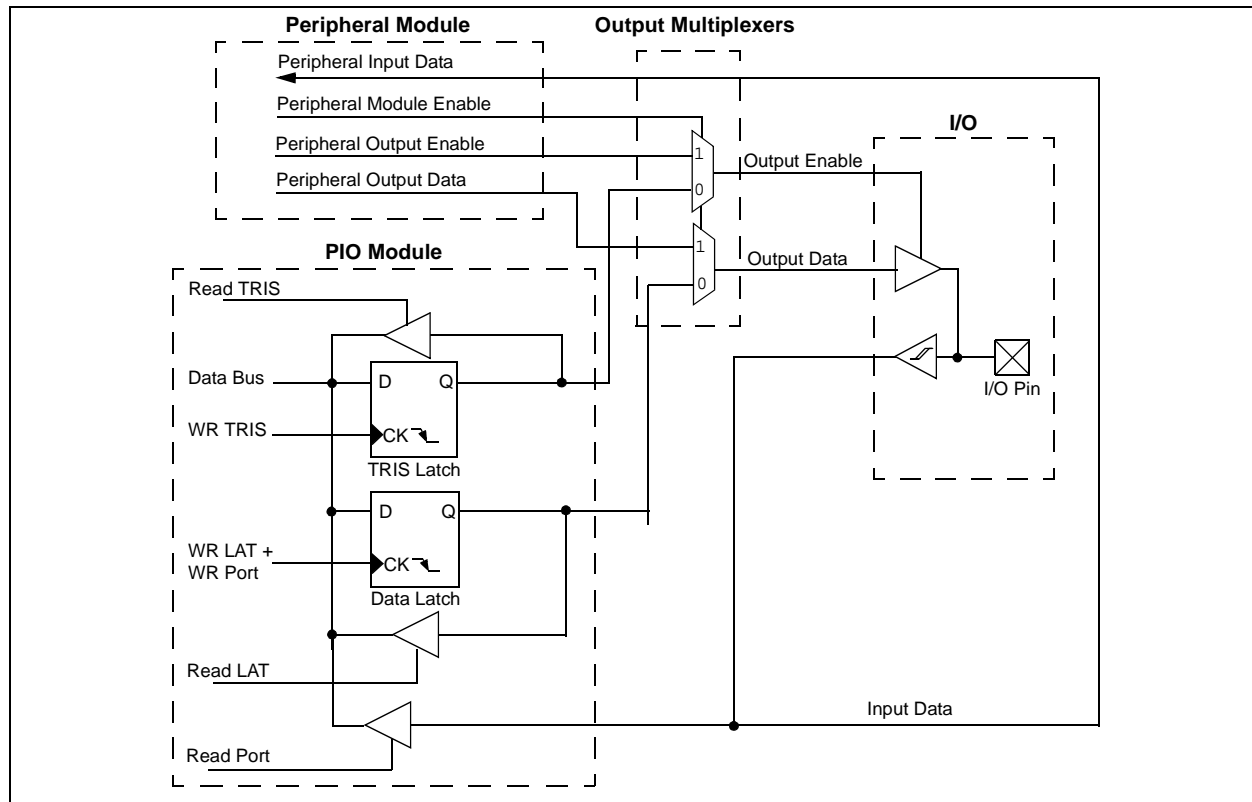 Peripheral Module
Output Multiplexers
Peripheral Input Data
Peripheral Module Enable
Peripheral Output Enable
Peripheral Output Data
1
0
Output Enable
I/O
1
0
Output Data
I/O Pin
PIO Module
Read TRIS
Data Bus
D
Q
WR TRIS
CK
TRIS Latch
D
Q
WR LAT +
WR Port
CK
Data Latch
Read LAT
Read Port
Input Data